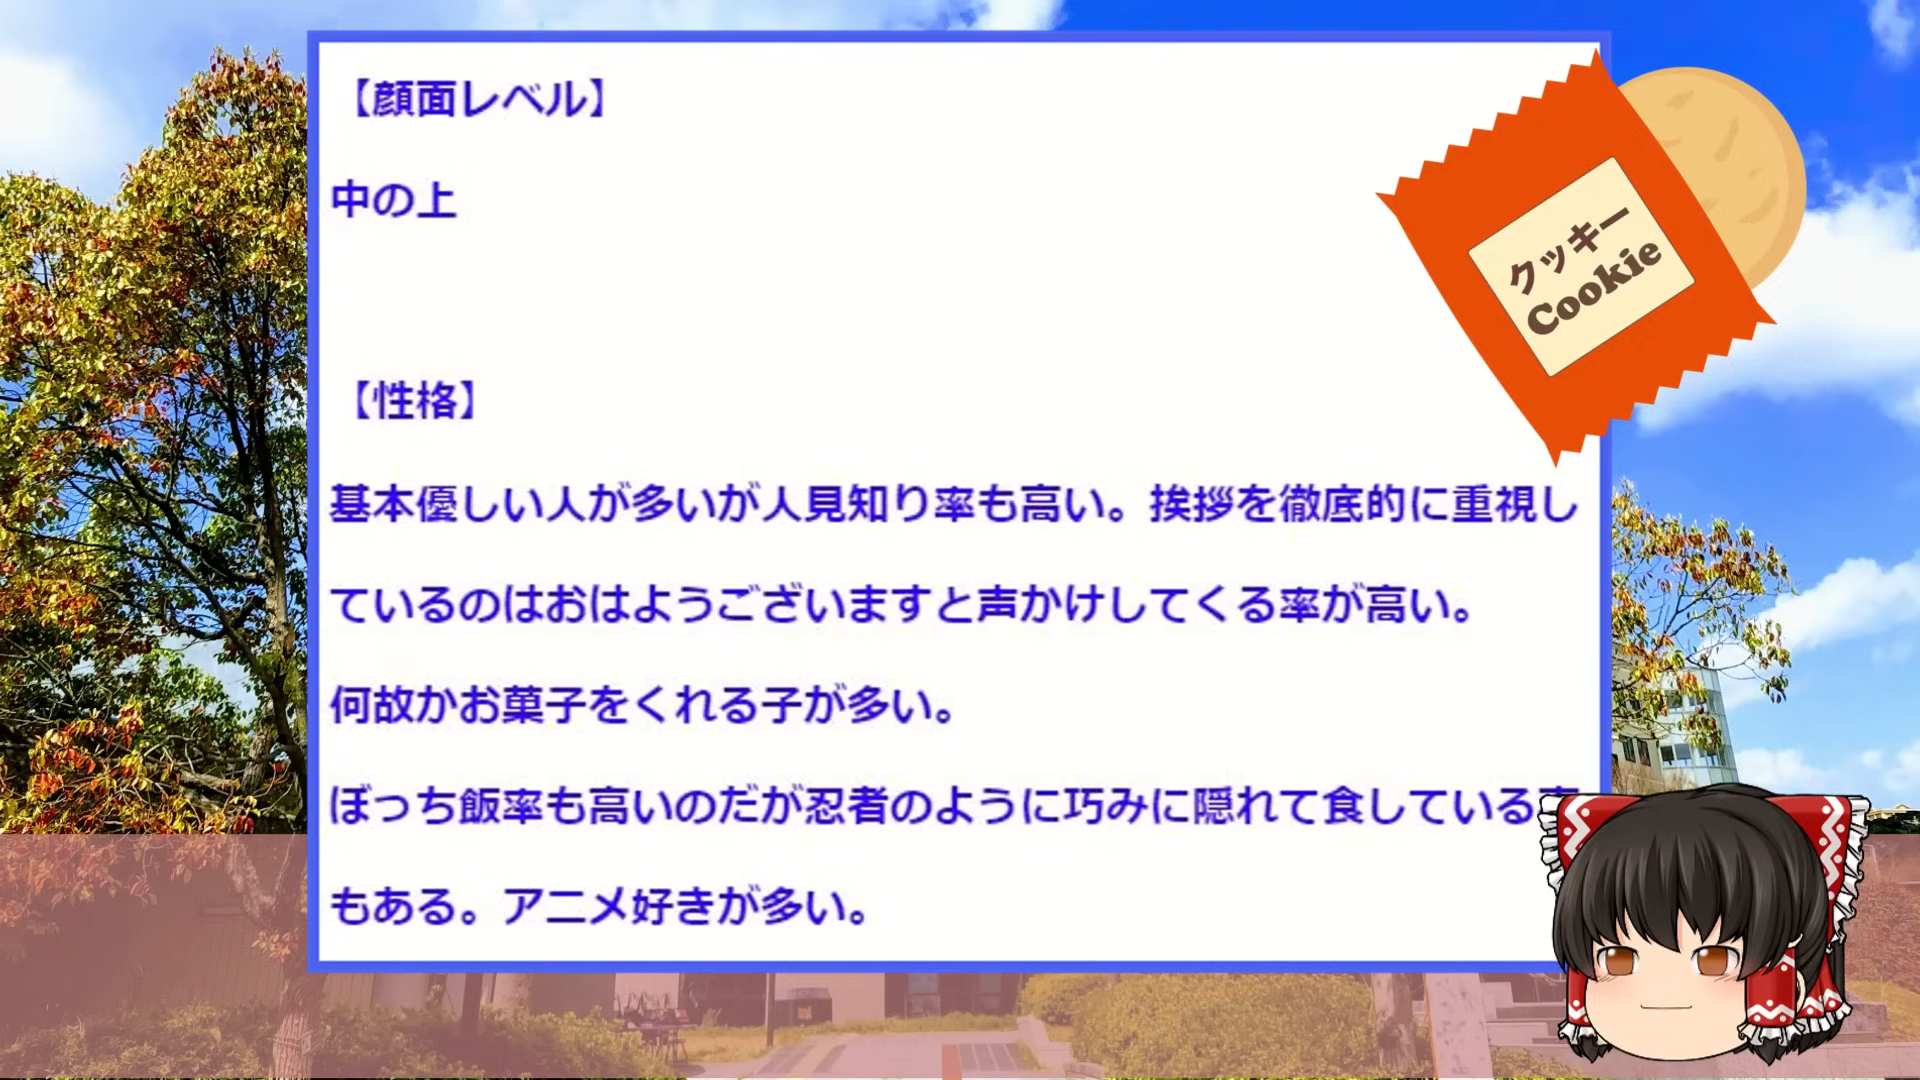 【顔面レベル】
中の上
【性格】
基本優しい人が多いが人見知り率も高い。挨拶を徹底的に重視し
ているのはおはようございますと声かけしてくる率が高い。
何故かお菓子をくれる子が多い。
ぼっち飯率も高いのだが忍者のように巧みに隠れて食している
もある。アニメ好きが多い。
クッキー
Cookie